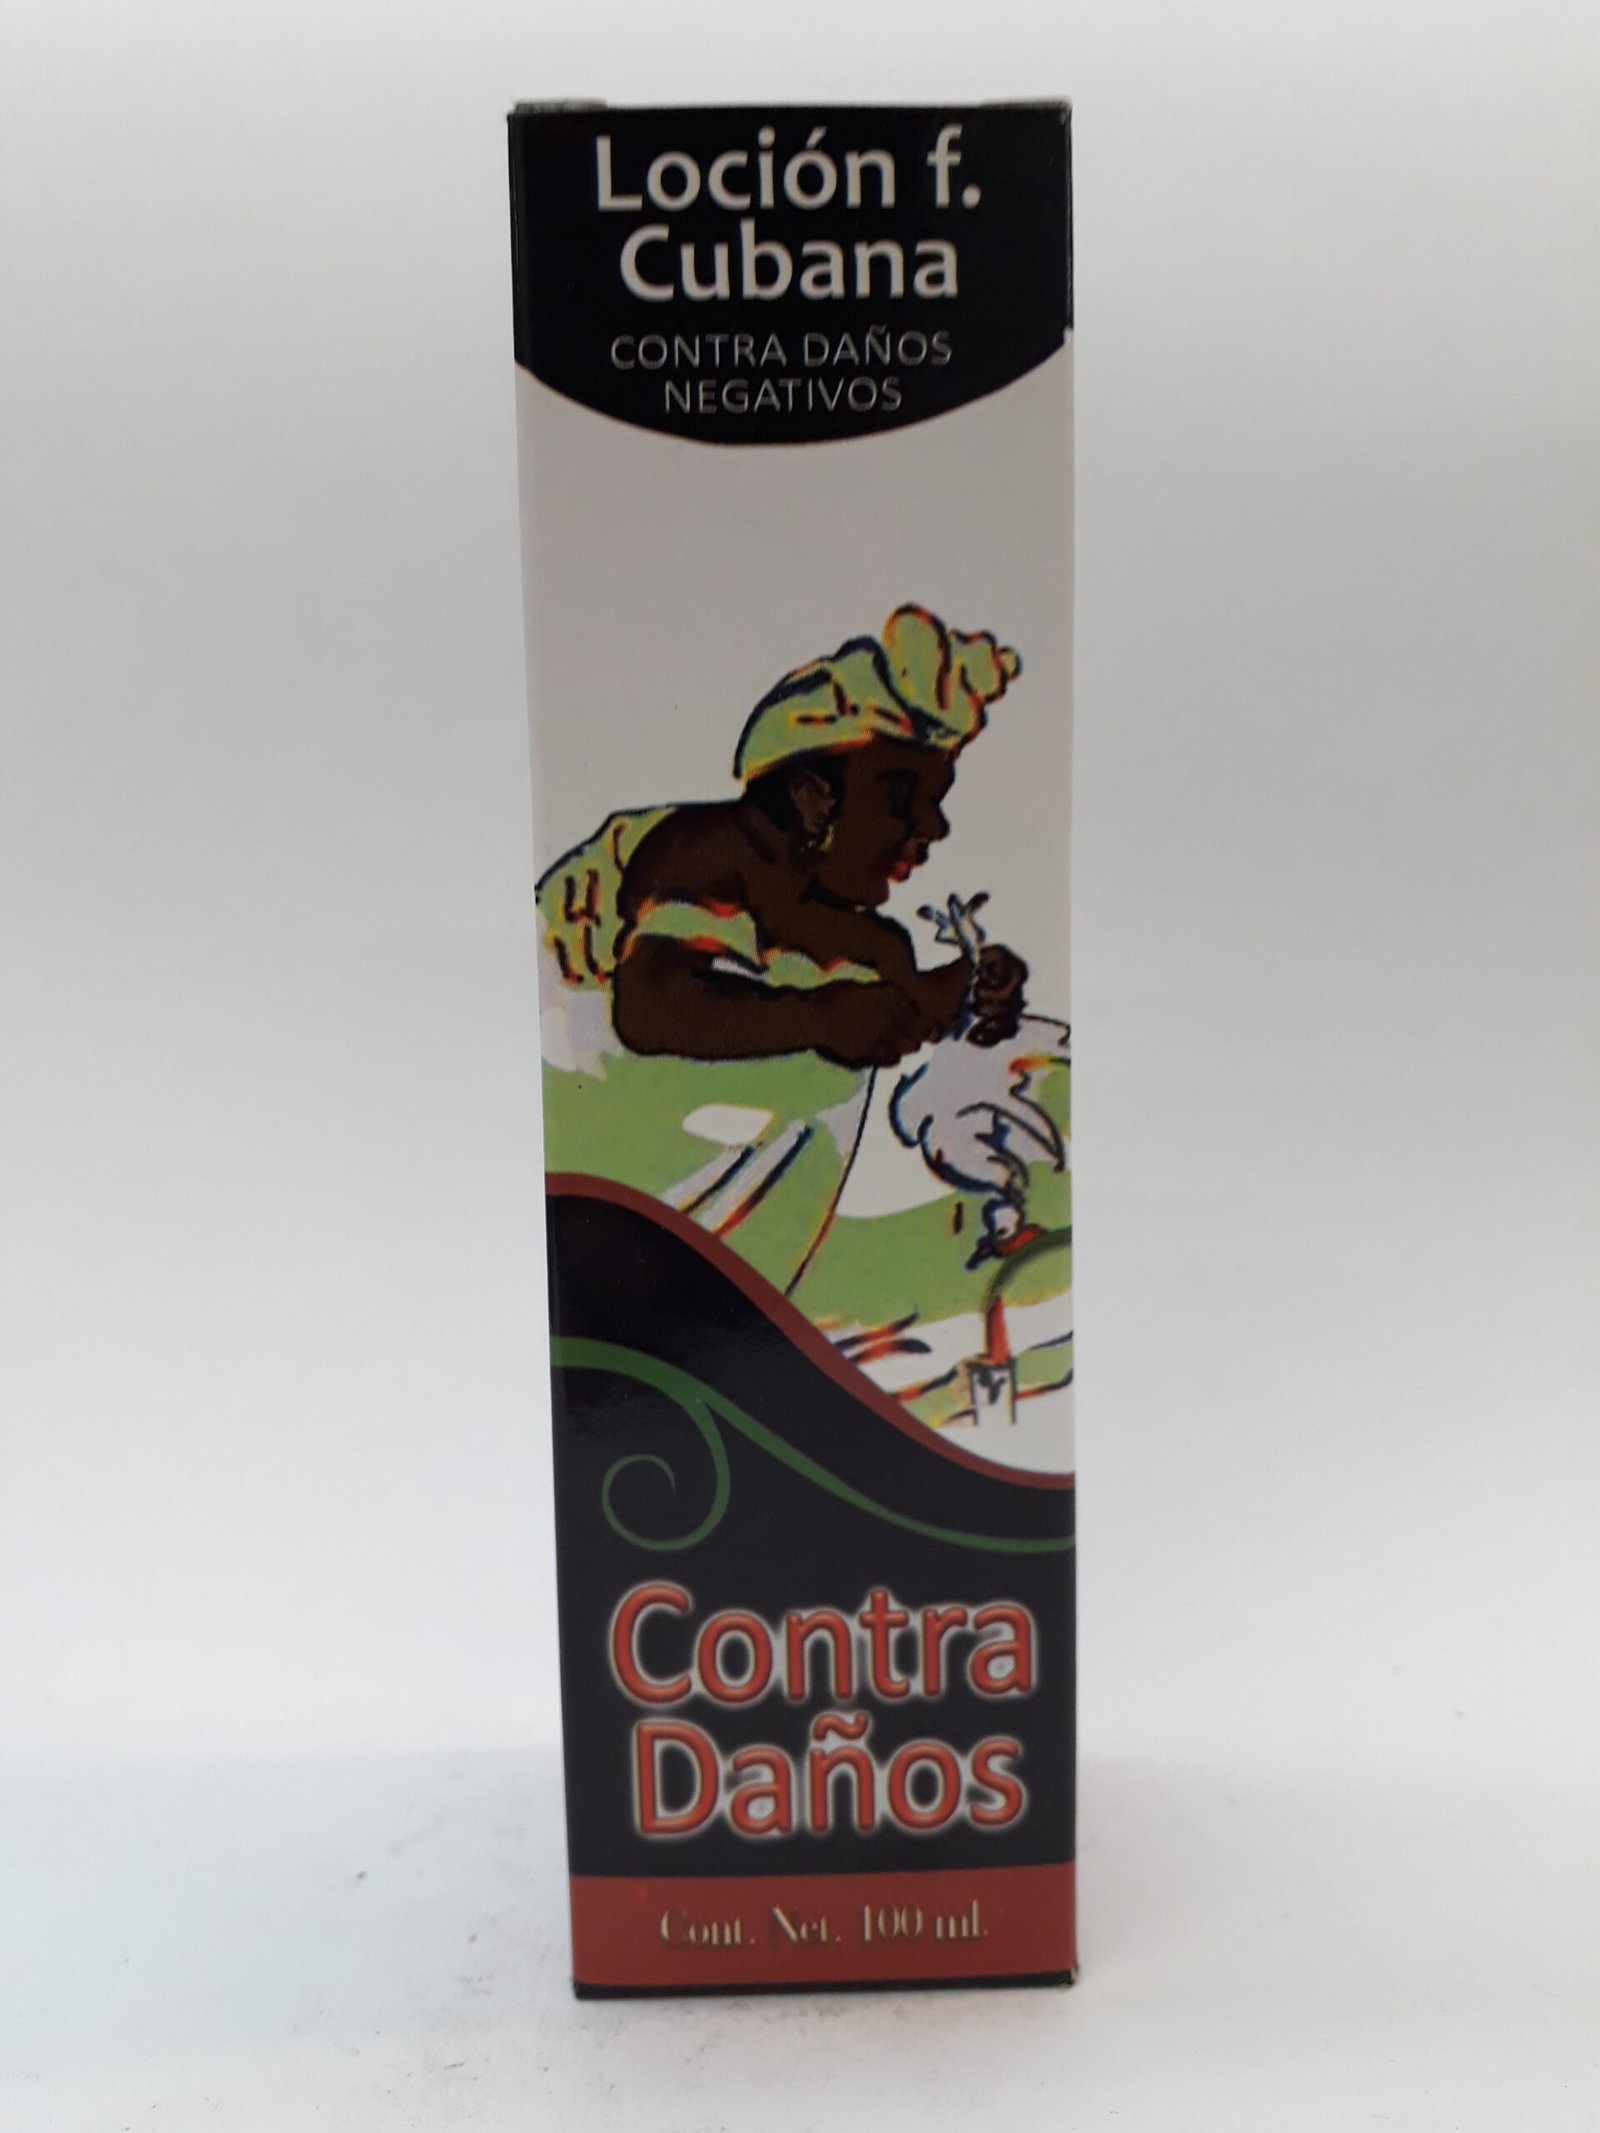 Loción f.
Cubana
CONTRA DAÑOS
NEGATIVOS
Contra
Daños
Cont. Net. 100 ml.